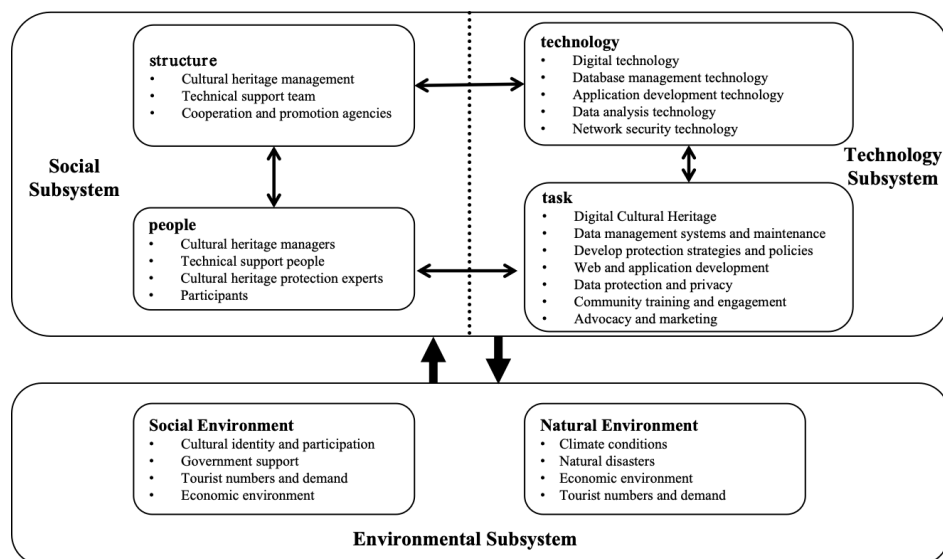 structure
• Cultural heritage management
• Technical support team
• Cooperation and promotion agencies
technology
• Digital technology
• Database management technology
• Application development technology
• Data analysis technology
• Network security technology
Social
Subsystem
Technology
Subsystem
people
• Cultural heritage managers
• Technical support people
• Cultural heritage protection experts
• Participants
task
• Digital Cultural Heritage
• Data management systems and maintenance
• Develop protection strategies and policies
• Web and application development
• Data protection and privacy
• Community training and engagement
• Advocacy and marketing
Social Environment
• Cultural identity and participation
• Government support
• Tourist numbers and demand
• Economic environment
Natural Environment
• Climate conditions
• Natural disasters
• Economic environment
• Tourist numbers and demand
Environmental Subsystem